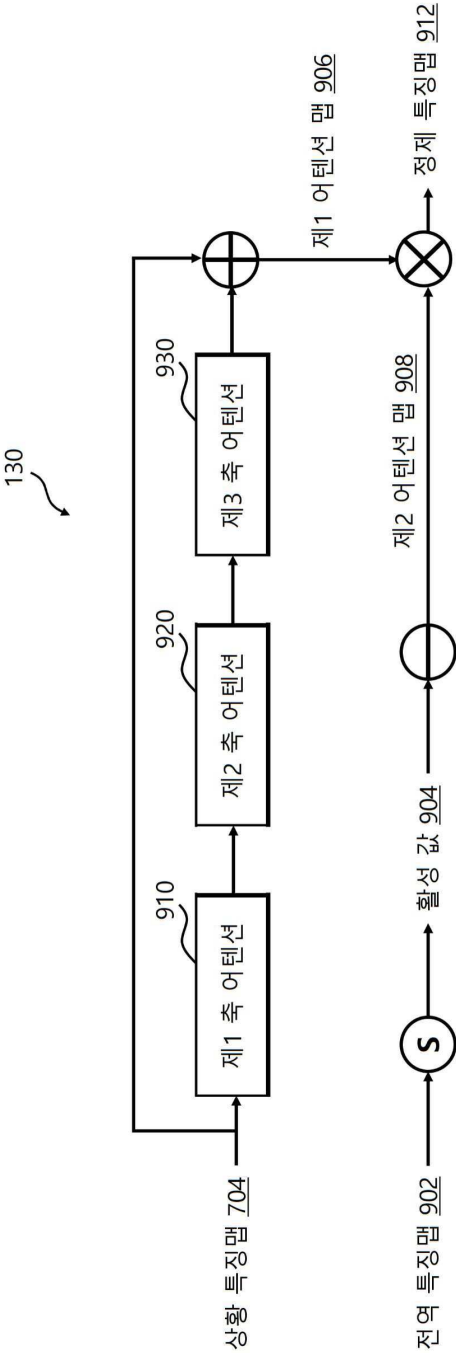 130
910
920
930
상황 특징맵 704
제1 축 어텐션
제2 축 어텐션
제3 축 어텐션
제1 어텐션 맵 906
전역 특징맵 902
S
활성 값 904
제2 어텐션 맵 908
정제 특징맵 912